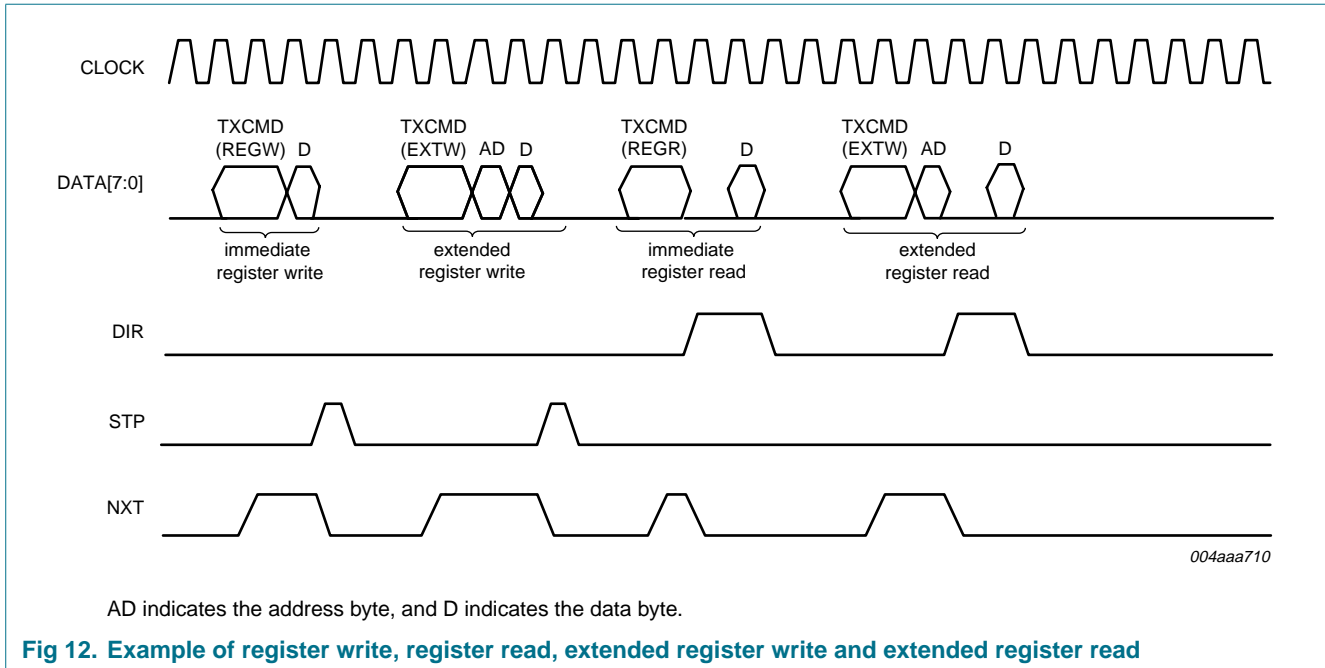 CLOCK
TXCMD
(REGW) D
TXCMD
(EXTW) AD D
TXCMD
(REGR) D
TXCMD
(EXTW) AD D
DATA[7:0]
immediate
register write
extended
register write
immediate
register read
extended
register read
DIR
STP
NXT
004aaa710
AD indicates the address byte, and D indicates the data byte.
Fig 12. Example of register write, register read, extended register write and extended register read